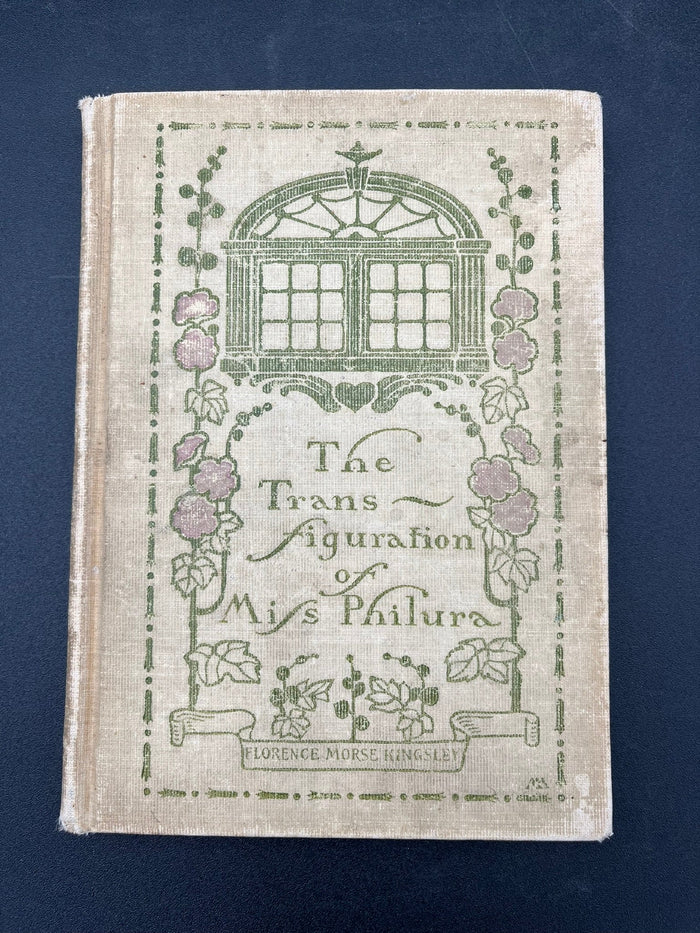 The
Trans~
figuration
of
Miss Philura
FLORENCE MORSE KINGSLEY